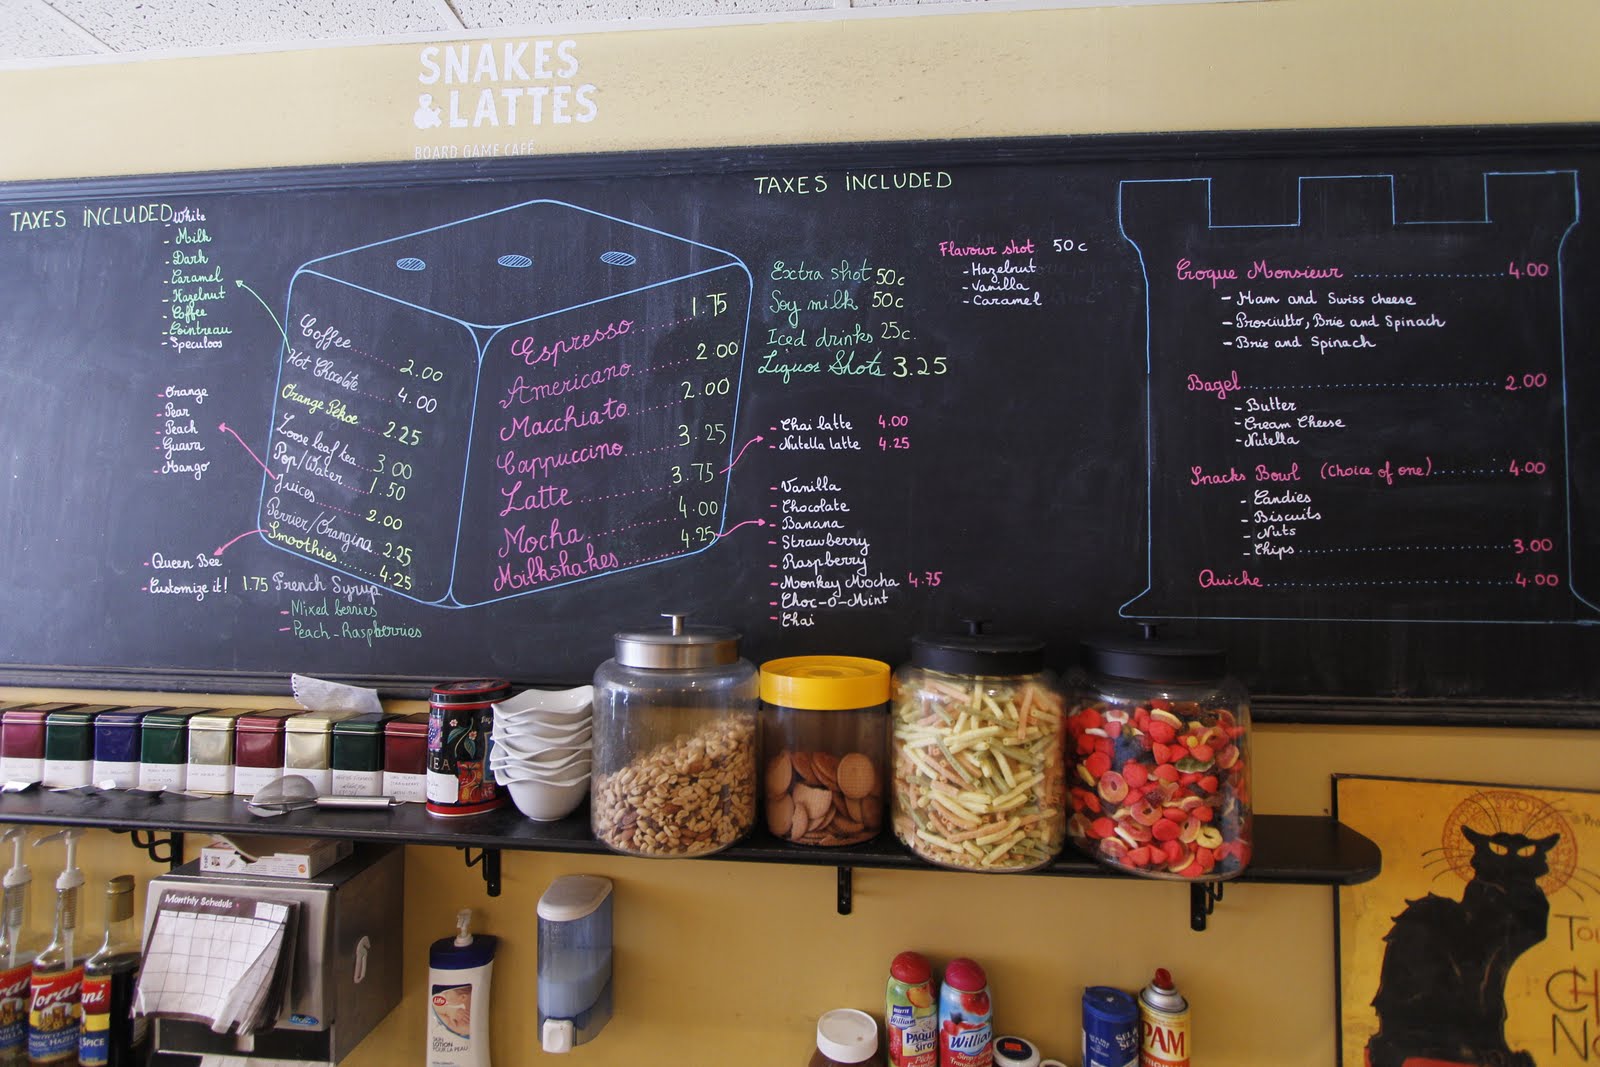 SNAKES
&LATTES
BOARD GAME CAFÉ
TAXES INCLUDED
- White
- Milk
- Dark
- Caramel
- Hazelnut
- Coffee
- Cointreau
- Speculoos
- Orange
- Pear
- Peach
- Guava
- Mango
- Queen Bee
- Customize it!
1.75 French Syrup
- Mixed berries
- Peach - Raspberries
Coffee........2.00
Hot Chocolate...4.00
Orange Pekoe...2.25
Loose leaf tea...3.00
Pop/Water...1.50
Juices.......2.00
Perrier/Orangina..2.25
Smoothies.......4.25
Espresso.......1.75
Americano.......2.00
Macchiato.......2.00
Cappuccino.......3.25
Latte...........3.75
Mocha.........4.00
Milkshakes.......4.25
TAXES INCLUDED
Extra shot 50c
Soy milk 50c
Iced drinks 25c.
Liquor Shots 3.25
Flavour shot 50c
- Hazelnut
- Vanilla
- Caramel
- Chai latte 4.00
- Nutella latte 4.25
- Vanilla
- Chocolate
- Banana
- Strawberry
- Raspberry
- Monkey Mocha 4.75
- Choc-O-Mint
- Chai
Croque Monsieur ....................4.00
- Ham and Swiss cheese
- Prosciutto, Brie and Spinach
- Brie and Spinach
Bagel.................................2.00
- Butter
- Cream Cheese
- Nutella
Snacks Bowl (Choice of one)..........4.00
- Candies
- Biscuits
- Nuts
- Chips..........................3.00
Quiche...............................4.00
TEA
Monthly Schedule
Torani
SPICE
SKIN
LOTION
William
William
PAM